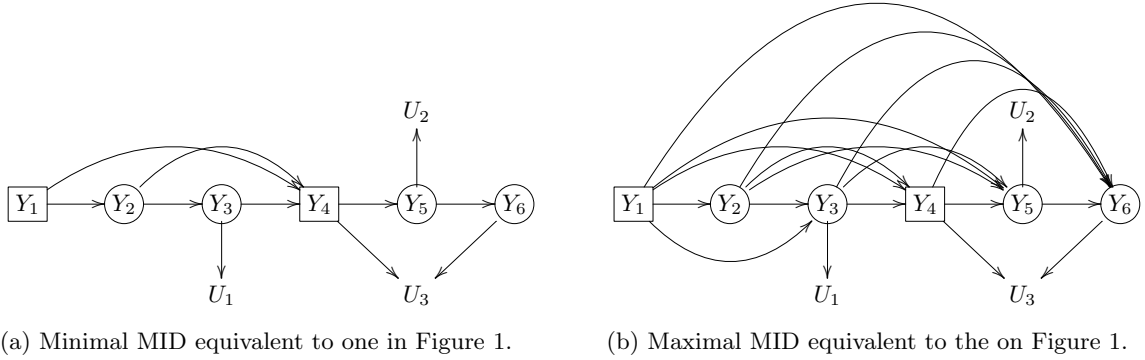 U₂
U₂
Y₁ Y₂ Y₃ Y₄ Y₅ Y₆
Y₁ Y₂ Y₃ Y₄ Y₅ Y₆
U₁ U₃
U₁ U₃
(a) Minimal MID equivalent to one in Figure 1.
(b) Maximal MID equivalent to the on Figure 1.